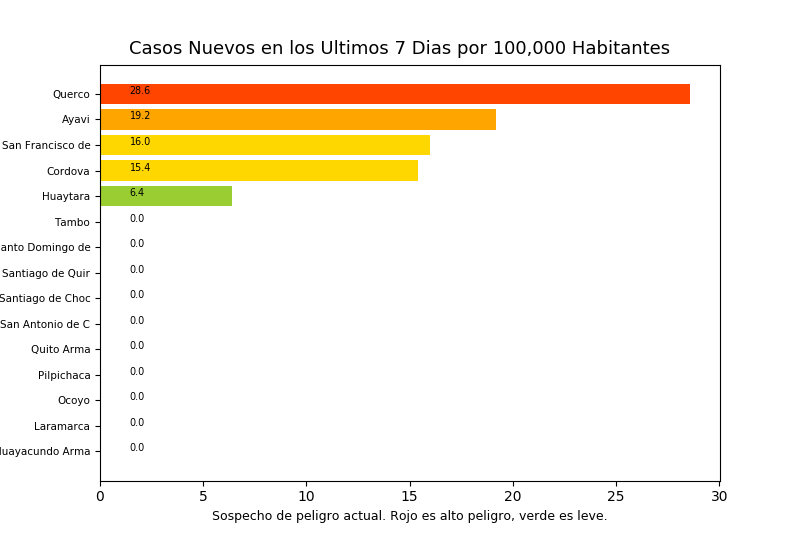 Casos Nuevos en los Ultimos 7 Dias por 100,000 Habitantes
Querco 28.6
Ayavi 19.2
San Francisco de 16.0
Cordova 15.4
Huaytara 6.4
Tambo 0.0
anto Domingo de 0.0
Santiago de Quir 0.0
Santiago de Choc 0.0
San Antonio de C 0.0
Quito Arma 0.0
Pilpichaca 0.0
Ocoyo 0.0
Laramarca 0.0
uayacundo Arma 0.0
0 5 10 15 20 25 30
Sospecho de peligro actual. Rojo es alto peligro, verde es leve.